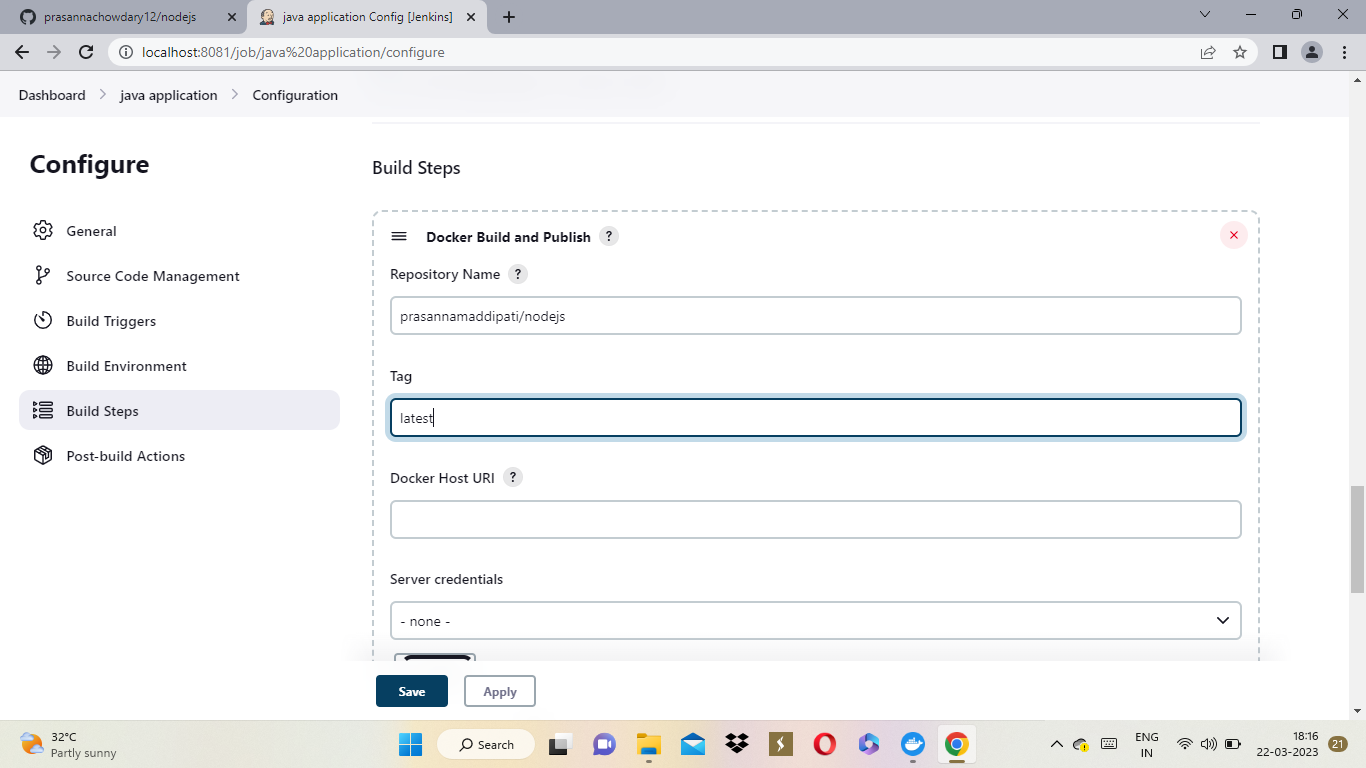 prasannachowdary12/nodejs
java application Config [Jenkins]
localhost:8081/job/java%20application/configure
Dashboard > java application > Configuration
Configure
General
Source Code Management
Build Triggers
Build Environment
Build Steps
Post-build Actions
Build Steps
Docker Build and Publish ?
Repository Name ?
prasannamaddipati/nodejs
Tag
latest
Docker Host URI ?
Server credentials
- none -
Save Apply
32°C
Partly sunny
Search
ENG
IN
18:16
22-03-2023
21